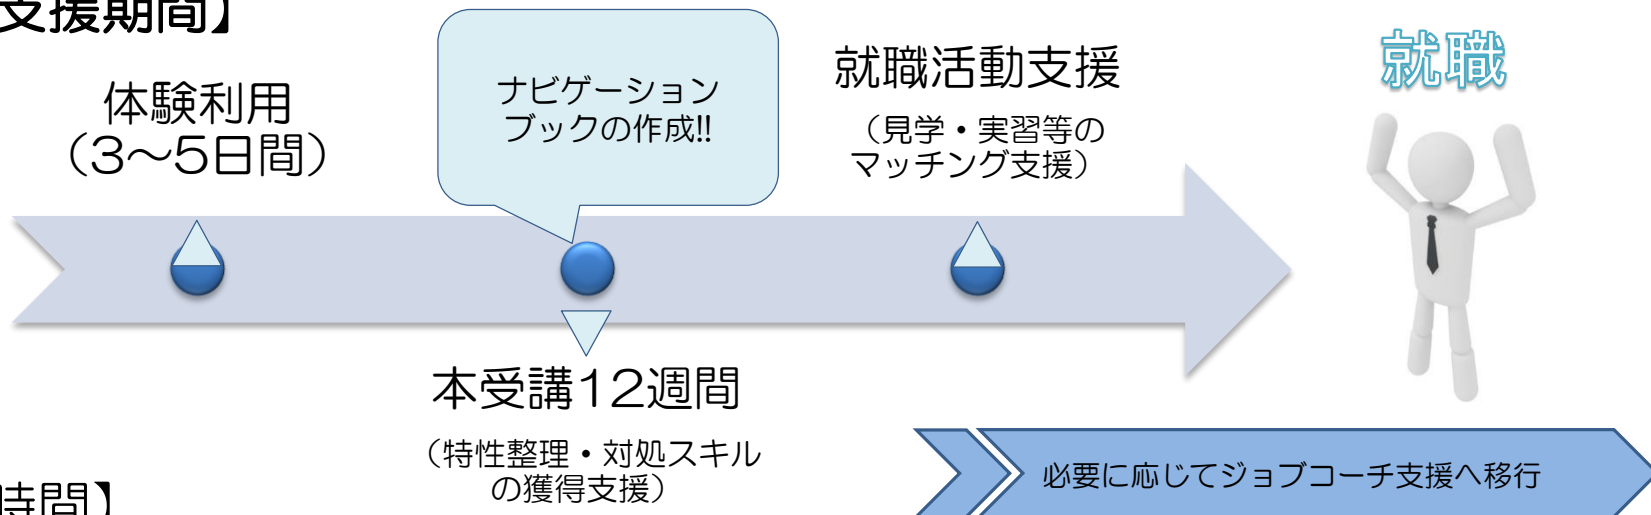 支援期間】
体験利用
（3～5日間）
ナビゲーション
ブックの作成!!
就職活動支援
（見学・実習等の
マッチング支援）
就職
本受講12週間
（特性整理・対処スキル
の獲得支援）
必要に応じてジョブコーチ支援へ移行
時間】